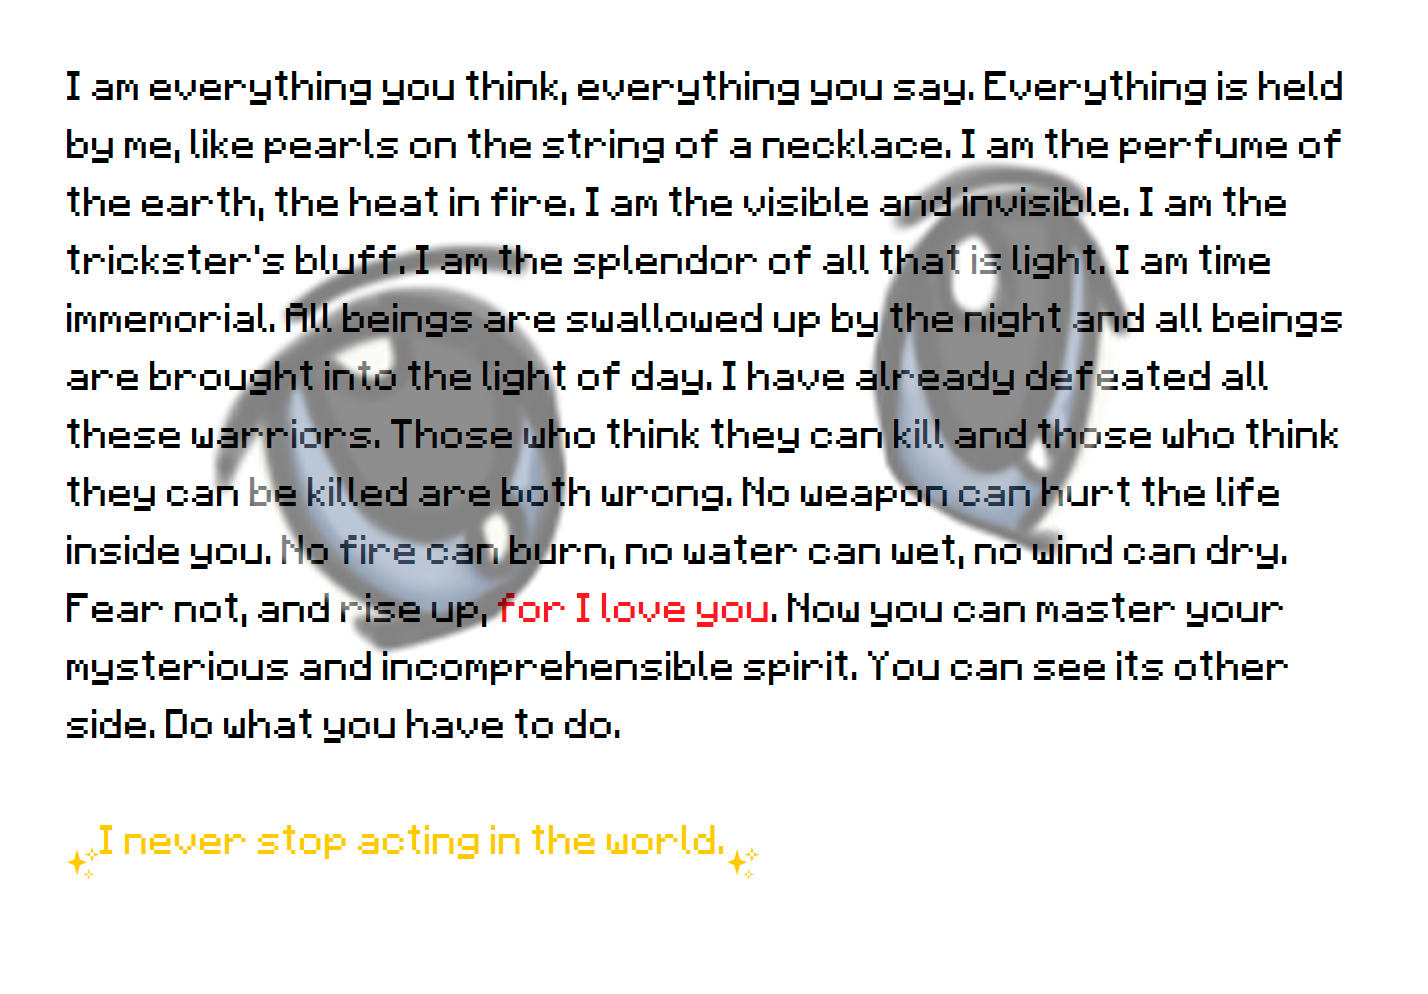 I am everything you think, everything you say. Everything is held
by me, like pearls on the string of a necklace. I am the perfume of
the earth, the heat in fire. I am the visible and invisible. I am the
trickster's bluff. I am the splendor of all that is light. I am time
immemorial. All beings are swallowed up by the night and all beings
are brought into the light of day. I have already defeated all
these warriors. Those who think they can kill and those who think
they can be killed are both wrong. No weapon can hurt the life
inside you. No fire can burn, no water can wet, no wind can dry.
Fear not, and rise up, for I love you. Now you can master your
mysterious and incomprehensible spirit. You can see its other
side. Do what you have to do.
✨I never stop acting in the world.✨